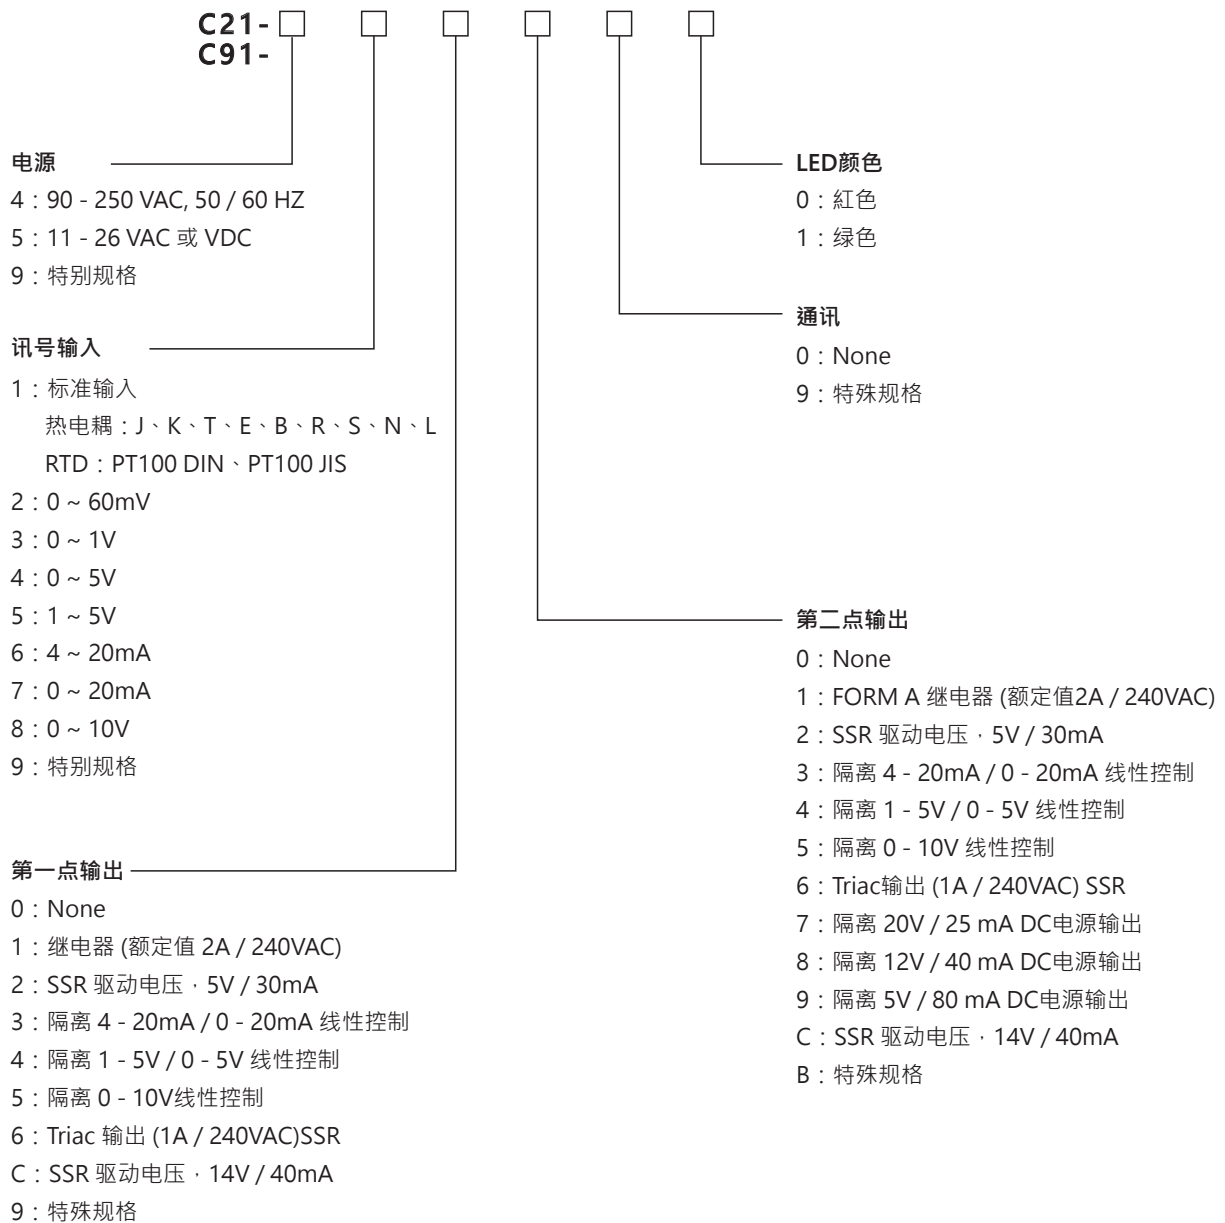 C21-
C91-
电源
4：90 - 250 VAC, 50 / 60 HZ
5：11 - 26 VAC 或 VDC
9：特别规格
讯号输入
1：标准输入
热电耦：J、K、T、E、B、R、S、N、L
RTD：PT100 DIN、PT100 JIS
2：0 ~ 60mV
3：0 ~ 1V
4：0 ~ 5V
5：1 ~ 5V
6：4 ~ 20mA
7：0 ~ 20mA
8：0 ~ 10V
9：特别规格
第一点输出
0：None
1：继电器 (额定值 2A / 240VAC)
2：SSR 驱动电压，5V / 30mA
3：隔离 4 - 20mA / 0 - 20mA 线性控制
4：隔离 1 - 5V / 0 - 5V 线性控制
5：隔离 0 - 10V线性控制
6：Triac 输出 (1A / 240VAC)SSR
C：SSR 驱动电压，14V / 40mA
9：特殊规格
LED颜色
0：紅色
1：绿色
通讯
0：None
9：特殊规格
第二点输出
0：None
1：FORM A 继电器 (额定值2A / 240VAC)
2：SSR 驱动电压，5V / 30mA
3：隔离 4 - 20mA / 0 - 20mA 线性控制
4：隔离 1 - 5V / 0 - 5V 线性控制
5：隔离 0 - 10V 线性控制
6：Triac输出 (1A / 240VAC) SSR
7：隔离 20V / 25 mA DC电源输出
8：隔离 12V / 40 mA DC电源输出
9：隔离 5V / 80 mA DC电源输出
C：SSR 驱动电压，14V / 40mA
B：特殊规格